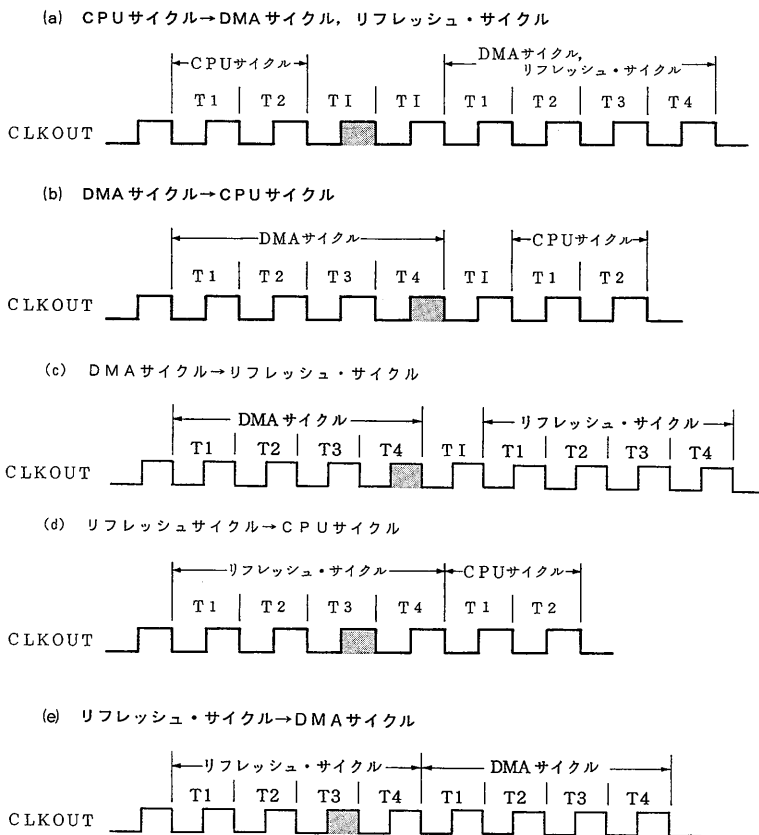 (a) CPUサイクル→DMAサイクル, リフレッシュ・サイクル
CPUサイクル
DMAサイクル,
リフレッシュ・サイクル
T1 T2 TI TI T1 T2 T3 T4
CLKOUT
(b) DMAサイクル→CPUサイクル
DMAサイクル CPUサイクル
T1 T2 T3 T4 TI T1 T2
CLKOUT
(c) DMAサイクル→リフレッシュ・サイクル
DMAサイクル リフレッシュ・サイクル
T1 T2 T3 T4 TI T1 T2 T3 T4
CLKOUT
(d) リフレッシュサイクル→CPUサイクル
リフレッシュ・サイクル CPUサイクル
T1 T2 T3 T4 T1 T2
CLKOUT
(e) リフレッシュ・サイクル→DMAサイクル
リフレッシュ・サイクル DMAサイクル
T1 T2 T3 T4 T1 T2 T3 T4
CLKOUT